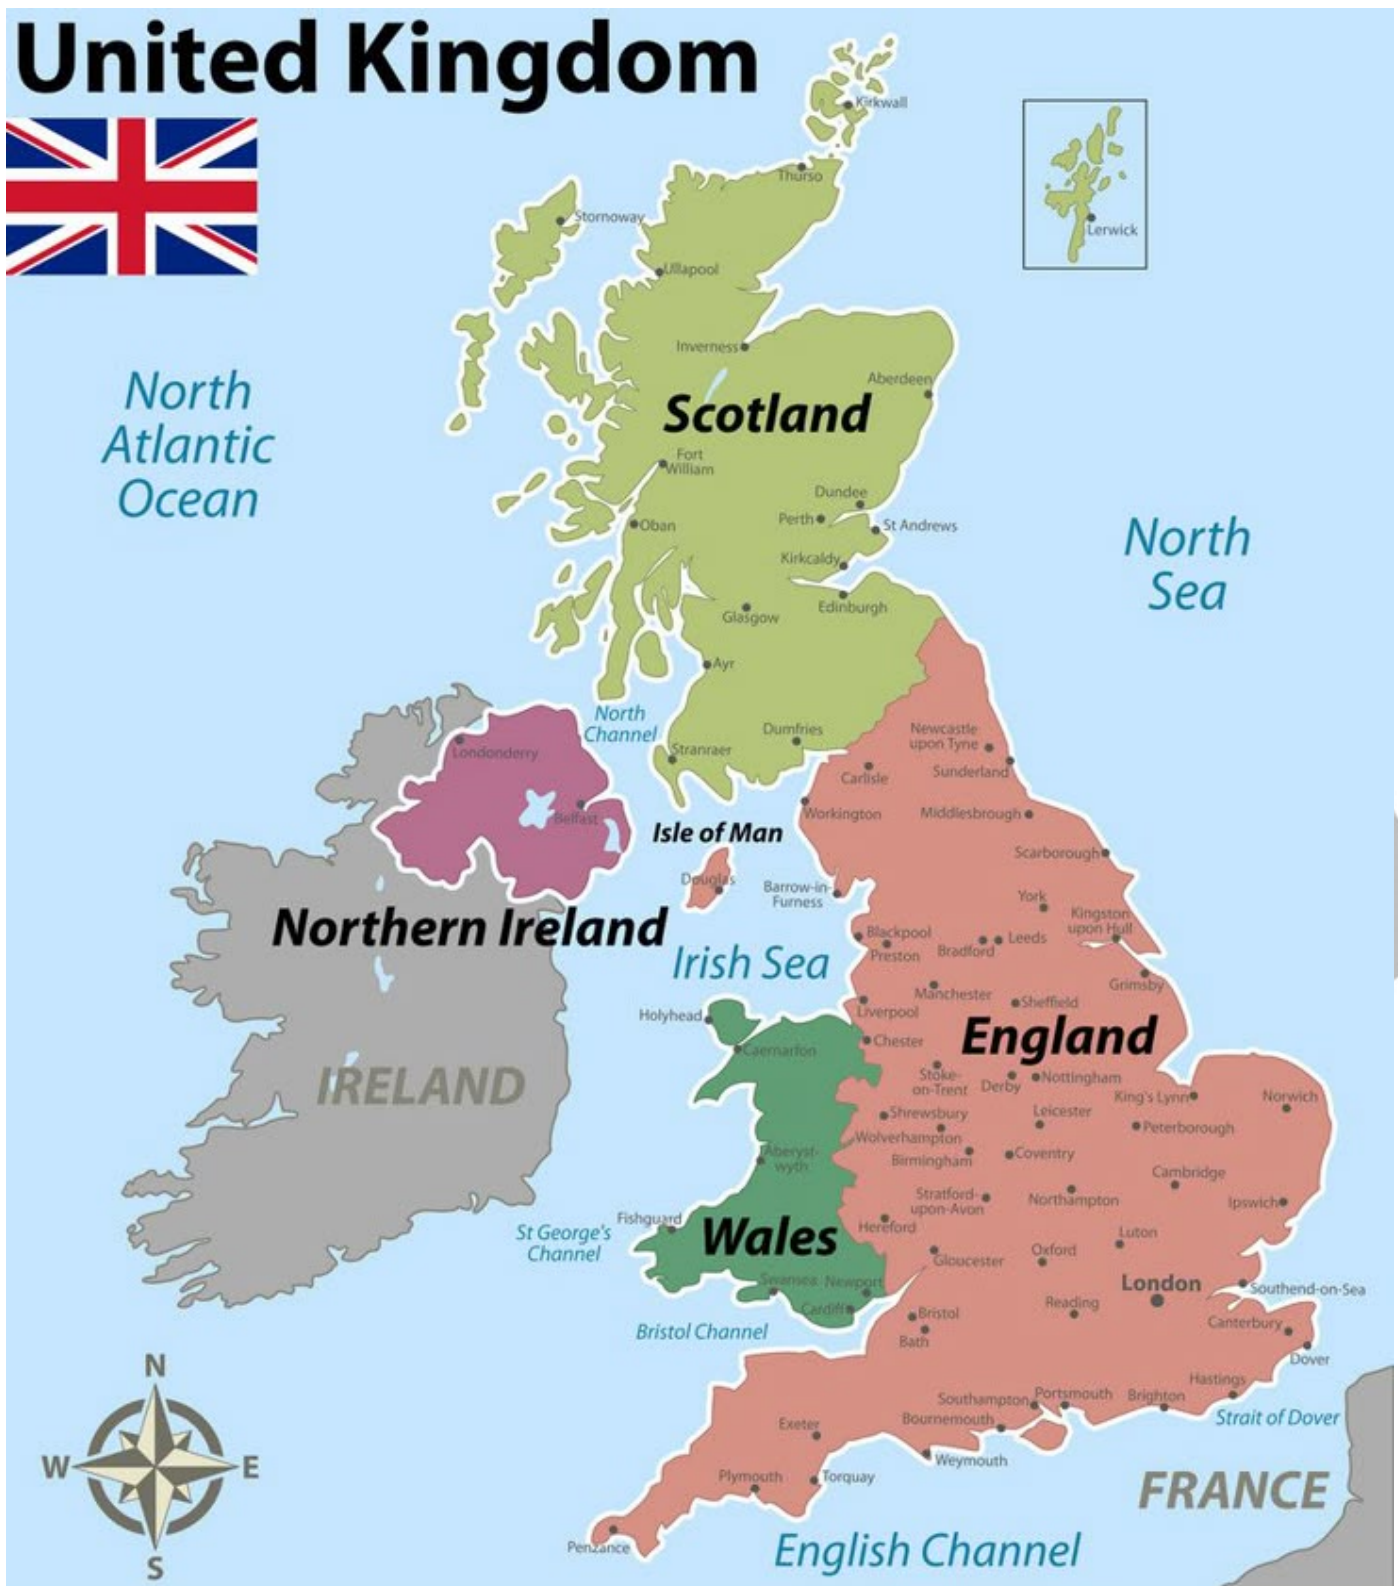 United Kingdom
Kirkwall
Thurso
Stornoway
Lerwick
Ullapool
Inverness
North
Atlantic
Ocean
Aberdeen
Scotland
Fort
William
Dundee
Perth
St Andrews
Oban
North
Sea
Kirkcaldy
Edinburgh
Glasgow
Ayr
North
Channel
Dumfries
Newcastle
upon Tyne
Londonderry
Stranraer
Carlisle
Sunderland
Workington
Middlesbrough
Belfast
Isle of Man
Scarborough
Douglas
Barrow-in-
Furness
York
Kingston
upon Hull
Northern Ireland
Blackpool
Preston
Bradford
Leeds
Irish Sea
Manchester
Grimsby
Sheffield
Holyhead
Liverpool
England
Chester
Caernarfon
IRELAND
Stoke-
on-Trent
Derby
Nottingham
King's Lynn
Norwich
Shrewsbury
Leicester
Peterborough
Wolverhampton
Birmingham
Coventry
Aberyst-
wyth
Cambridge
Stratford-
upon-Avon
Northampton
Ipswich
Fishguard
St George's
Channel
Wales
Hereford
Luton
Gloucester
Oxford
London
Swansea
Newport
Southend-on-Sea
Cardiff
Bristol
Reading
Canterbury
Bristol Channel
Bath
Dover
N
Hastings
Southampton
Portsmouth
Brighton
Strait of Dover
Bournemouth
Exeter
W
E
Weymouth
Plymouth
Torquay
FRANCE
Penzance
English Channel
S